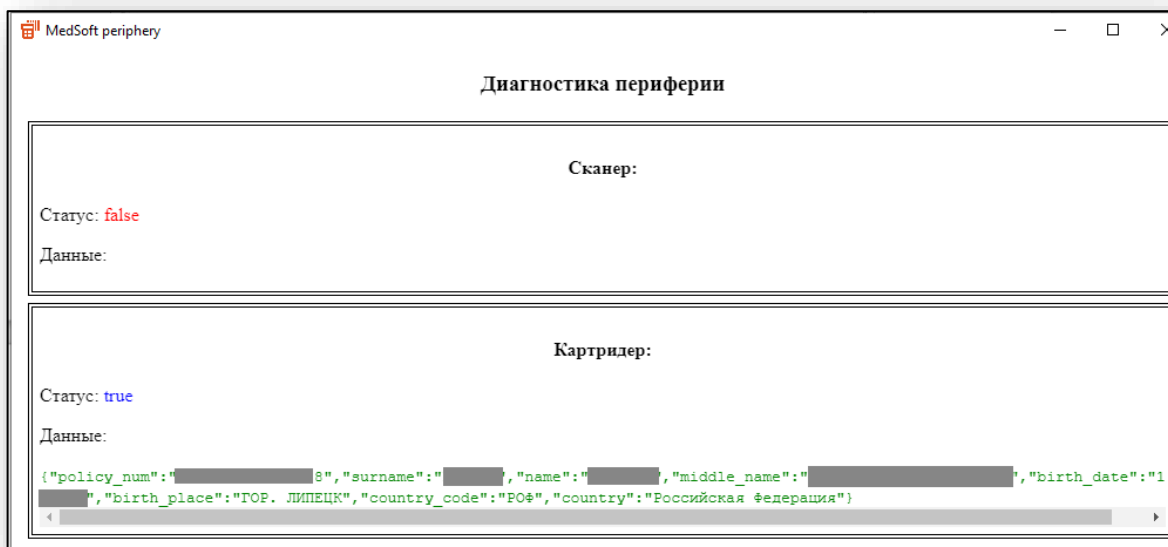 MedSoft periphery
Диагностика периферии
Сканер:
Статус: false
Данные:
Картридер:
Статус: true
Данные:
{"policy_num":" 8","surname":" ","name":" ","middle_name":" ","birth_date":"1
","birth_place":"ГОР. ЛИПЕЦК","country_code":"РОФ","country":"Российская Федерация"}